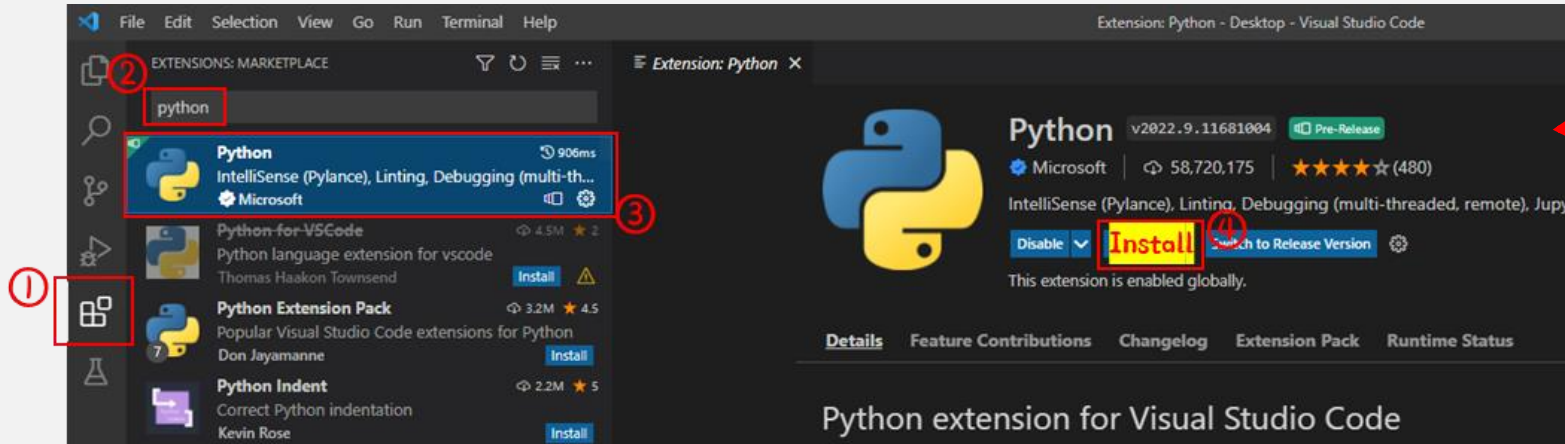 File Edit Selection View Go Run Terminal Help
Extension: Python - Desktop - Visual Studio Code
②
EXTENSIONS: MARKETPLACE
Extension: Python
python
Python
906ms
IntelliSense (Pylance), Linting, Debugging (multi-th...
Microsoft
③
Python for VSCode
4.5M ★ 2
Python language extension for vscode
Thomas Haakon Townsend
Install
①
Python Extension Pack
3.2M ★ 4.5
Popular Visual Studio Code extensions for Python
7
Don Jayamanne
Install
Python Indent
2.2M ★ 5
Correct Python indentation
Kevin Rose
Install
Python v2022.9.11681004 Pre-Release
Microsoft | 58,720,175 | ★★★★☆(480)
IntelliSense (Pylance), Linting, Debugging (multi-threaded, remote), Jupy
Disable Install ④ Switch to Release Version
This extension is enabled globally.
Details Feature Contributions Changelog Extension Pack Runtime Status
Python extension for Visual Studio Code